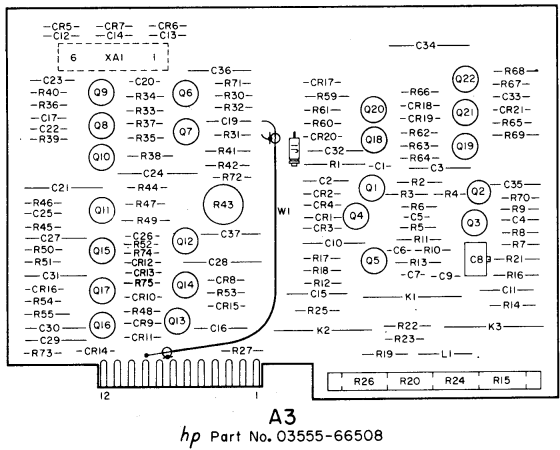 -CR5- -CR7- -CR6-
-C12- -C14- -C13-
6 XA1 1
C34
C36
C23 -C20- -R71- -CR17- -R68-
-R40- Q9 -R34- Q6 -R30- -R59- -R66- Q22 -R67-
-R36- -R33- -R32- -R61- Q20 -CR18- -C33-
-C17- -R37- C19 -R60- -CR19- Q21 -CR21-
-C22- Q8 -R35- Q7 -R31- -CR20- Q18 -R62- -R65-
-R39- -R63- -R69-
Q10 -R38- -R41- C32 -R64- Q19
-R42- R1 -C1- C3
C24 -R72-
C21 -R44- C2 Q1 -R2- C35
-R46- -R47- R43 -CR2- -R3- -R4- Q2 -R70-
-C25- Q11 -CR4- -R6- -R9-
-R45- -R49- W1 -CR1- Q4 -C5- Q3 -C4-
C27 -C26- C37 -CR3- -R5- -R8-
-R50- Q15 -R52- Q12 C10 -R11- -R7-
-R51- -R74- -C6- -R10-
-CR12- C28 -R17- Q5 -R13- C8 -R21-
C31 -CR13- -R18- -C7- -C9- -R16-
-CR16- Q17 -R75- Q14 -CR8- -R12-
-R54- -CR10- -R53- C15 K1 C11
-R55- -R48- -CR15- -R25- -R14-
C30 Q16 -CR9- Q13 C16 K2 -R22- K3
C29 -CR11- -R23-
-R73- -CR14- -R27- -R19- -L1-
R26 R20 R24 R15
12 1
A3
hp Part No. 03555-66508